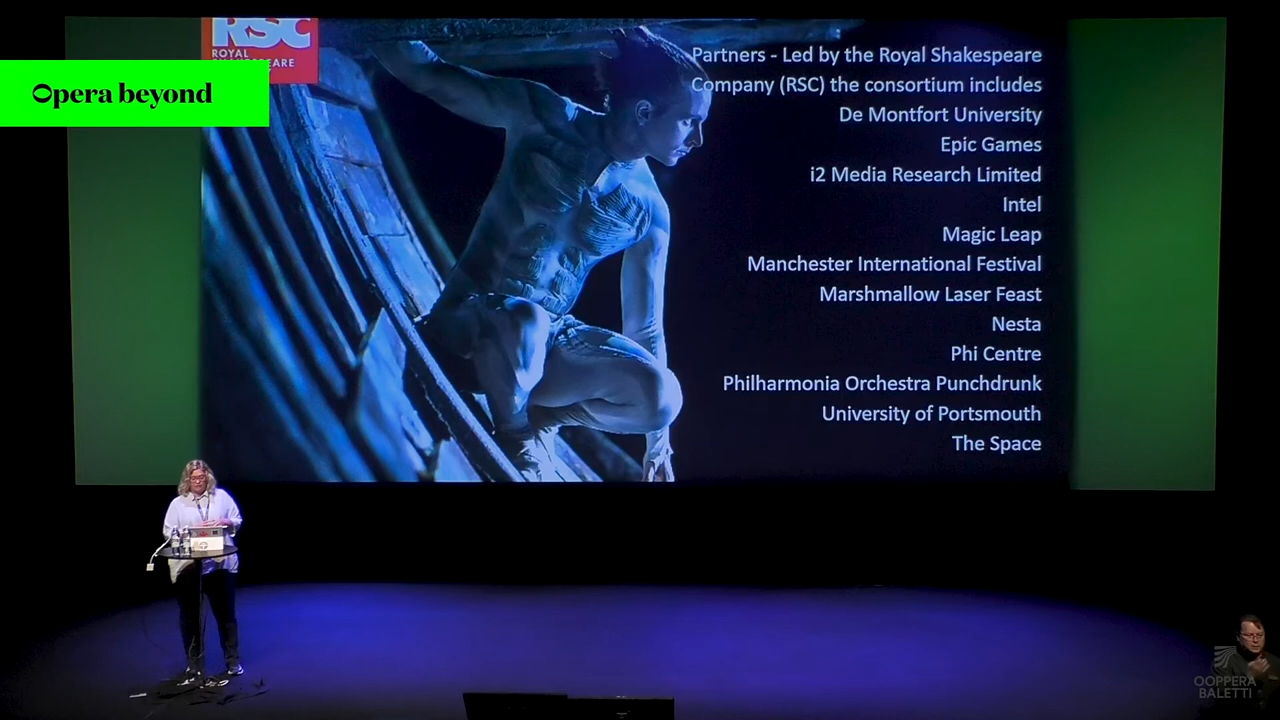 RSC
ROYAL
Opera beyond
Partners - Led by the Royal Shakespeare
Company (RSC) the consortium includes
De Montfort University
Epic Games
i2 Media Research Limited
Intel
Magic Leap
Manchester International Festival
Marshmallow Laser Feast
Nesta
Phi Centre
Philharmonia Orchestra Punchdrunk
University of Portsmouth
The Space
OOPPERA
BALETTI